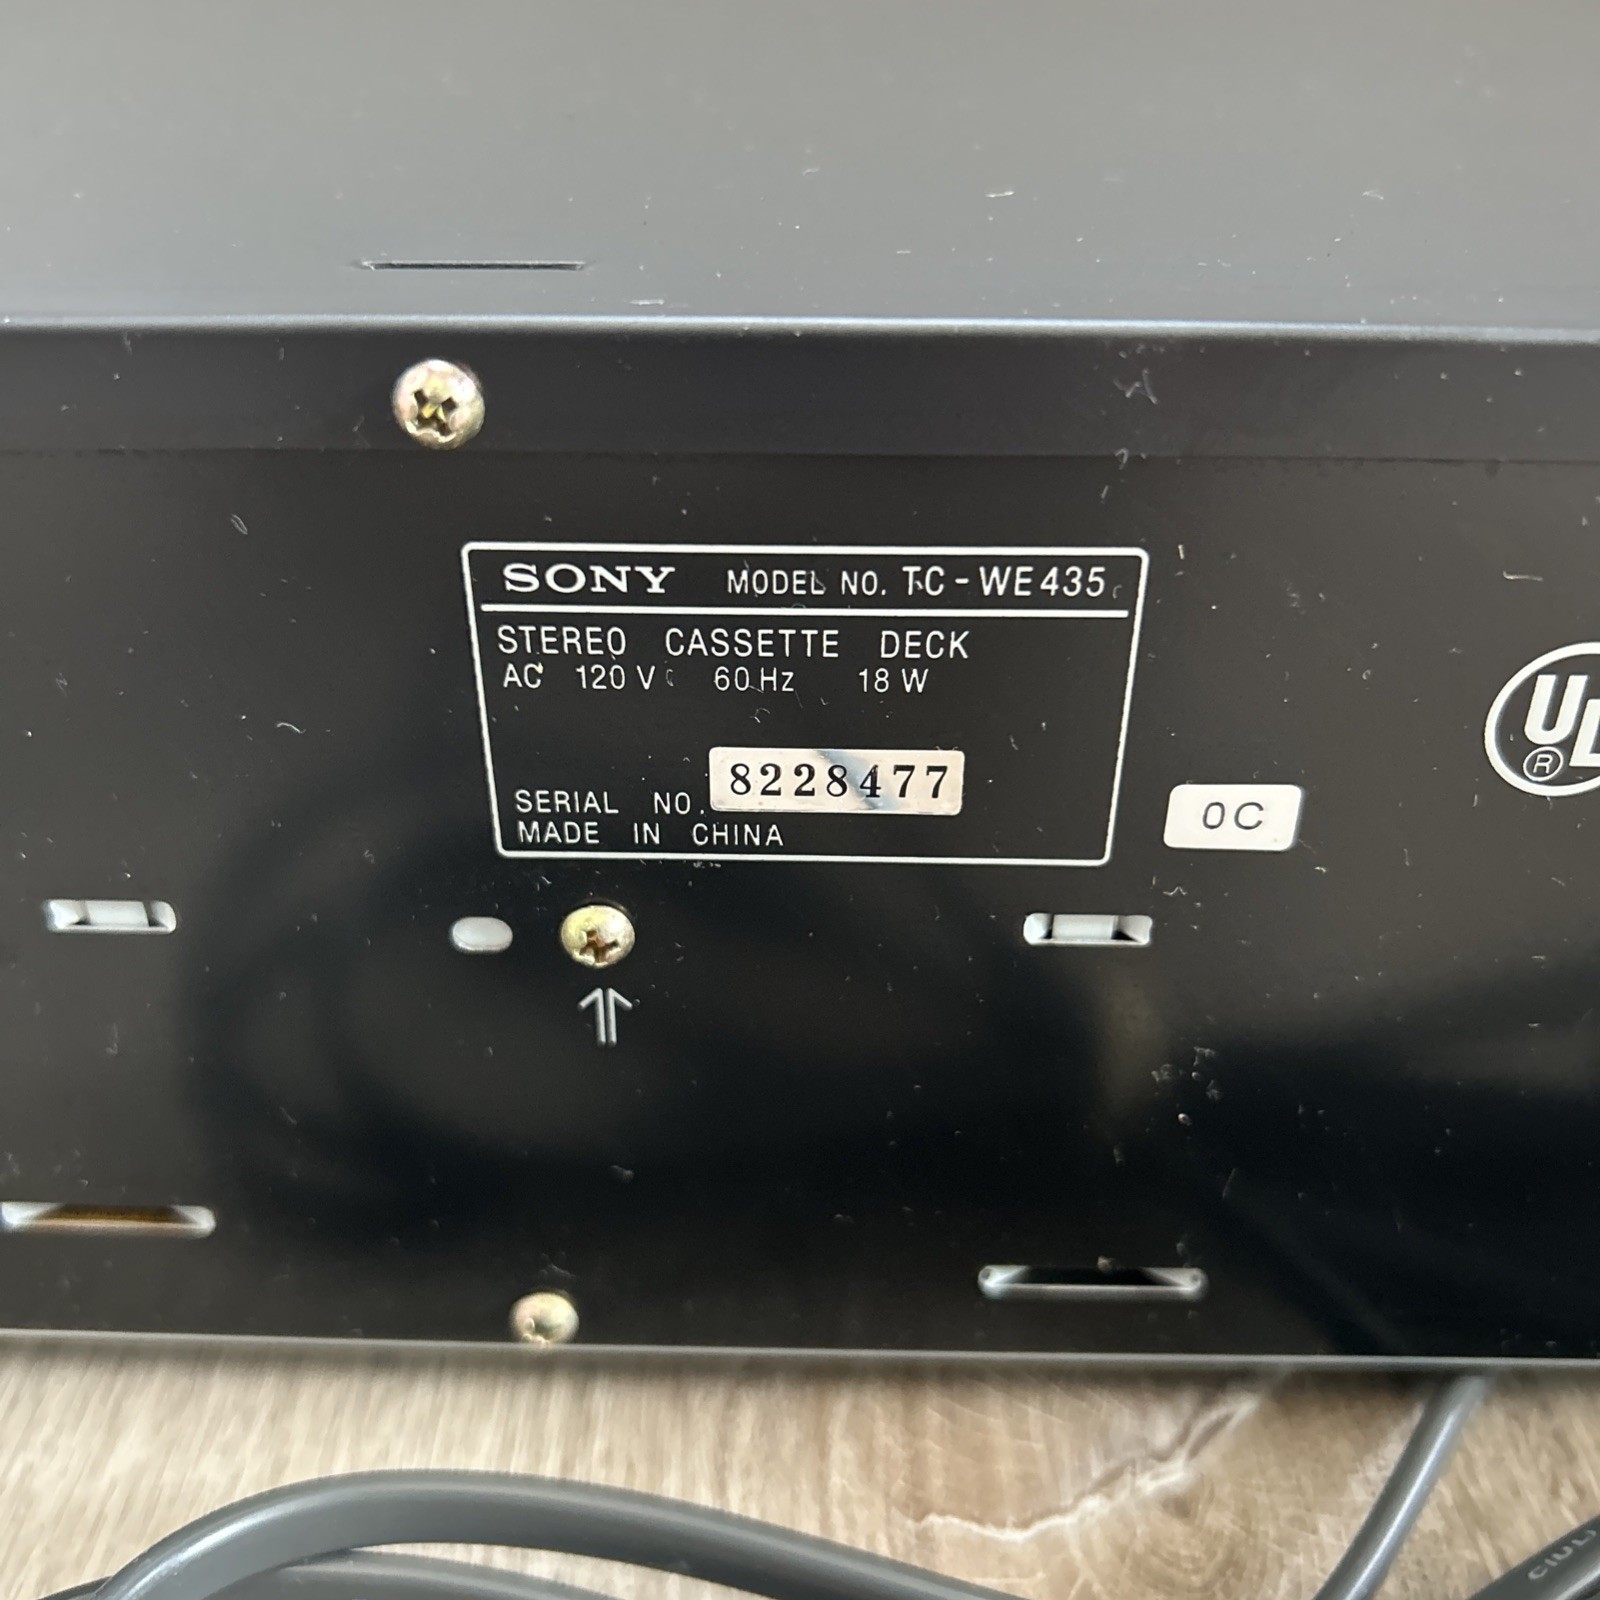 SONY MODEL NO. TC-WE435
STEREO CASSETTE DECK
AC 120 V 60 Hz 18 W
8228477
SERIAL NO.
MADE IN CHINA
0C
UL
®